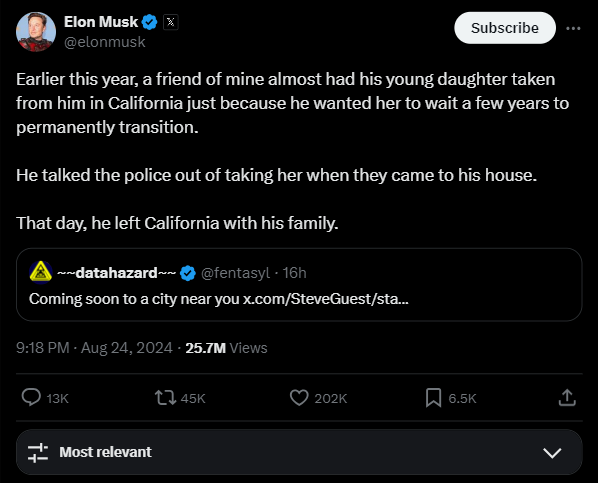 Elon Musk
@elonmusk
Subscribe
Earlier this year, a friend of mine almost had his young daughter taken
from him in California just because he wanted her to wait a few years to
permanently transition.
He talked the police out of taking her when they came to his house.
That day, he left California with his family.
~~datahazard~~ @fentasyl · 16h
Coming soon to a city near you x.com/SteveGuest/sta...
9:18 PM · Aug 24, 2024 · 25.7M Views
13K 45K 202K 6.5K
Most relevant